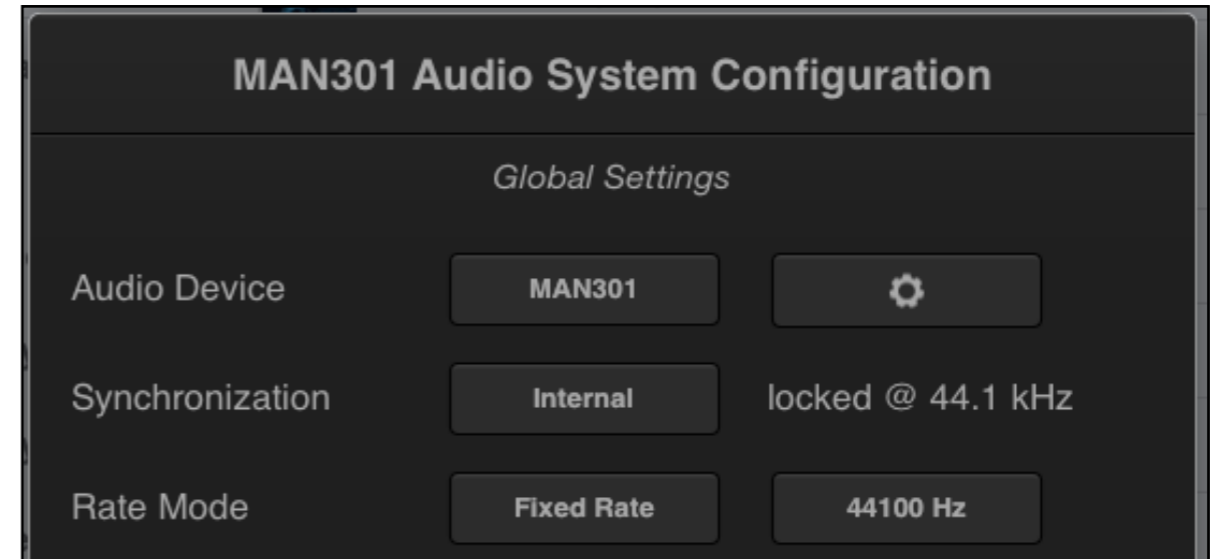 MAN301 Audio System Configuration
Global Settings
Audio Device MAN301
Synchronization Internal locked @ 44.1 kHz
Rate Mode Fixed Rate 44100 Hz